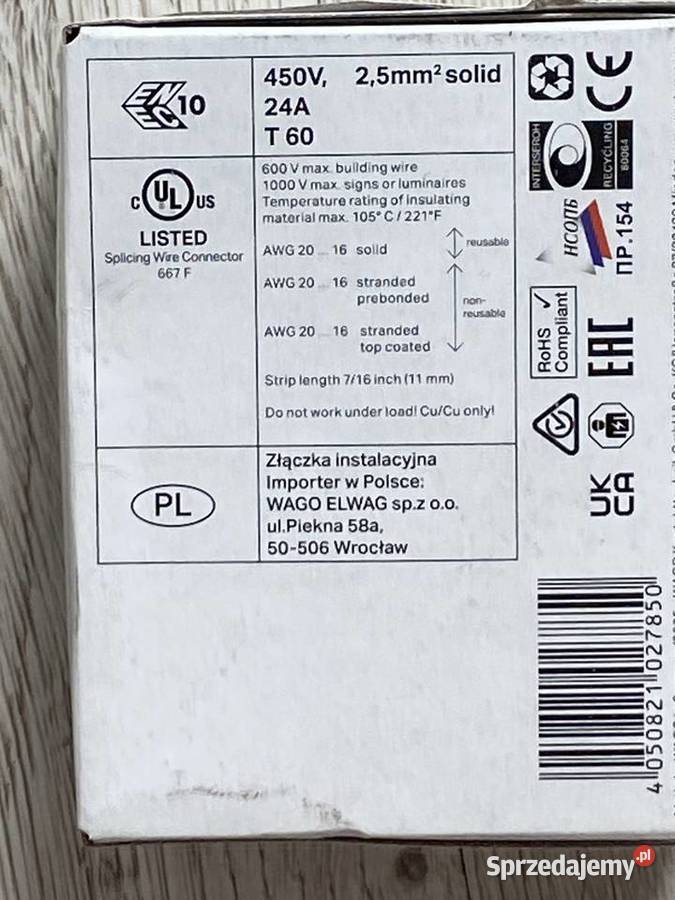 ENEC 10
450V, 2,5mm² solid
24A
T 60
C UL US
LISTED
Splicing Wire Connector
667 F
600 V max. building wire
1000 V max. signs or luminaires
Temperature rating of insulating
material max. 105°C / 221°F
AWG 20 ... 16 solid
reusable
AWG 20 ... 16 stranded
prebonded
non-
reusable
AWG 20 ... 16 stranded
top coated
Strip length 7/16 inch (11 mm)
Do not work under load! Cu/Cu only!
PL
Złączka instalacyjna
Importer w Polsce:
WAGO ELWAG sp.z o.o.
ul.Piekna 58a,
50-506 Wrocław
CE
INTERSEROH
RECYCLING
80064
НСОПБ
ПР.154
RoHS
Compliant
EAC
UK
CA
4 050821 027850
Sprzedajemy.pl